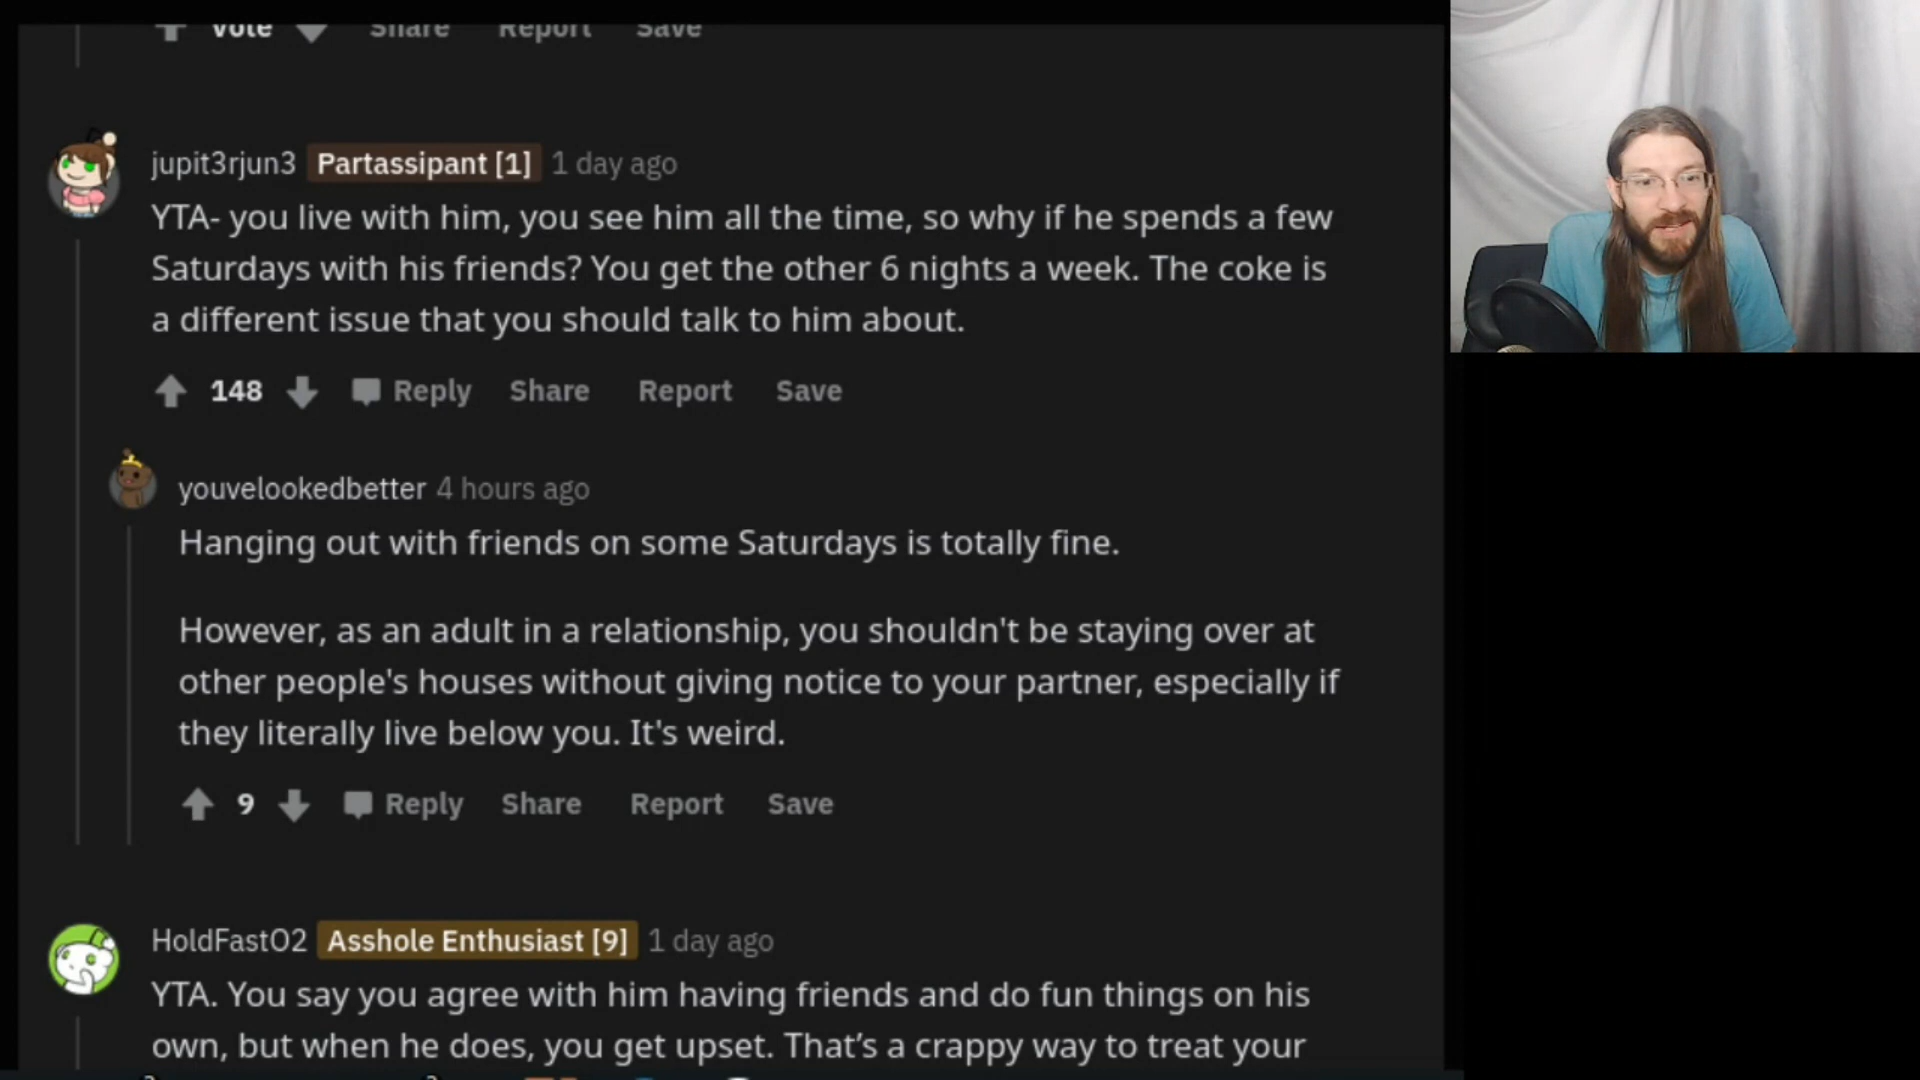 Vote Share Report Save
jupit3rjun3 Partassipant [1] 1 day ago
YTA- you live with him, you see him all the time, so why if he spends a few
Saturdays with his friends? You get the other 6 nights a week. The coke is
a different issue that you should talk to him about.
148 Reply Share Report Save
youvelookedbetter 4 hours ago
Hanging out with friends on some Saturdays is totally fine.
However, as an adult in a relationship, you shouldn't be staying over at
other people's houses without giving notice to your partner, especially if
they literally live below you. It's weird.
9 Reply Share Report Save
HoldFastO2 Asshole Enthusiast [9] 1 day ago
YTA. You say you agree with him having friends and do fun things on his
own, but when he does, you get upset. That’s a crappy way to treat your